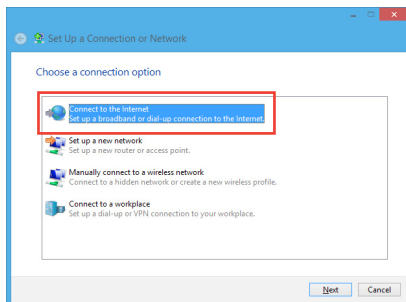 Set Up a Connection or Network
Choose a connection option
Connect to the Internet
Set up a broadband or dial-up connection to the Internet.
Set up a new network
Set up a new router or access point.
Manually connect to a wireless network
Connect to a hidden network or create a new wireless profile.
Connect to a workplace
Set up a dial-up or VPN connection to your workplace.
Next Cancel